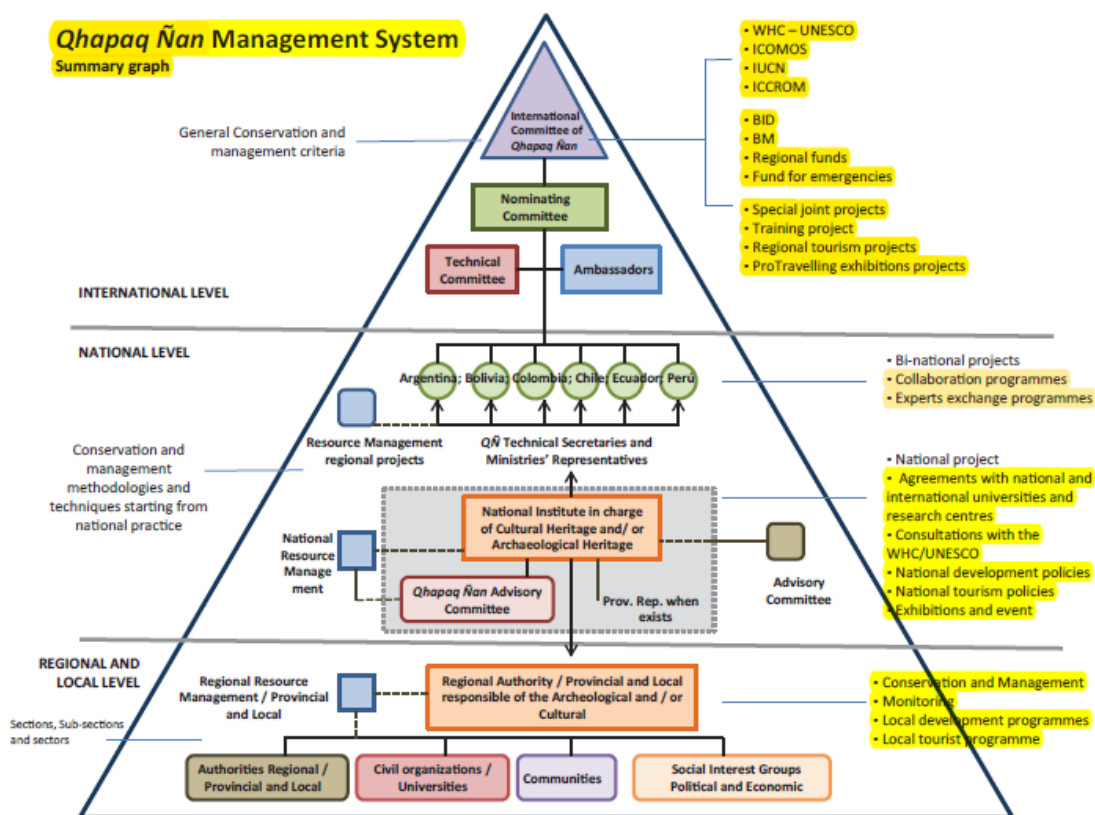 Qhapaq Ñan Management System
Summary graph
▪ WHC – UNESCO
▪ ICOMOS
▪ IUCN
▪ ICCROM
▪ BID
▪ BM
▪ Regional funds
▪ Fund for emergencies
▪ Special joint projects
▪ Training project
▪ Regional tourism projects
▪ ProTravelling exhibitions projects
General Conservation and
management criteria
International
Committee of
Qhapaq Ñan
Nominating
Committee
Technical
Committee
Ambassadors
INTERNATIONAL LEVEL
NATIONAL LEVEL
Argentina; Bolivia; Colombia; Chile; Ecuador; Perú
▪ Bi-national projects
▪ Collaboration programmes
▪ Experts exchange programmes
Resource Management
regional projects
QÑ Technical Secretaries and
Ministries’ Representatives
Conservation and
management
methodologies and
techniques starting from
national practice
▪ National project
▪ Agreements with national and
international universities and
research centres
▪ Consultations with the
WHC/UNESCO
▪ National development policies
▪ National tourism policies
▪ Exhibitions and event
National Institute in charge
of Cultural Heritage and/ or
Archaeological Heritage
National
Resource
Manage
ment
Qhapaq Ñan Advisory
Committee
Prov. Rep. when
exists
Advisory
Committee
REGIONAL AND
LOCAL LEVEL
Regional Resource
Management / Provincial
and Local
Regional Authority / Provincial and Local
responsible of the Archeological and / or
Cultural
▪ Conservation and Management
▪ Monitoring
▪ Local development programmes
▪ Local tourist programme
Sections, Sub-sections
and sectors
Authorities Regional /
Provincial and Local
Civil organizations /
Universities
Communities
Social Interest Groups
Political and Economic